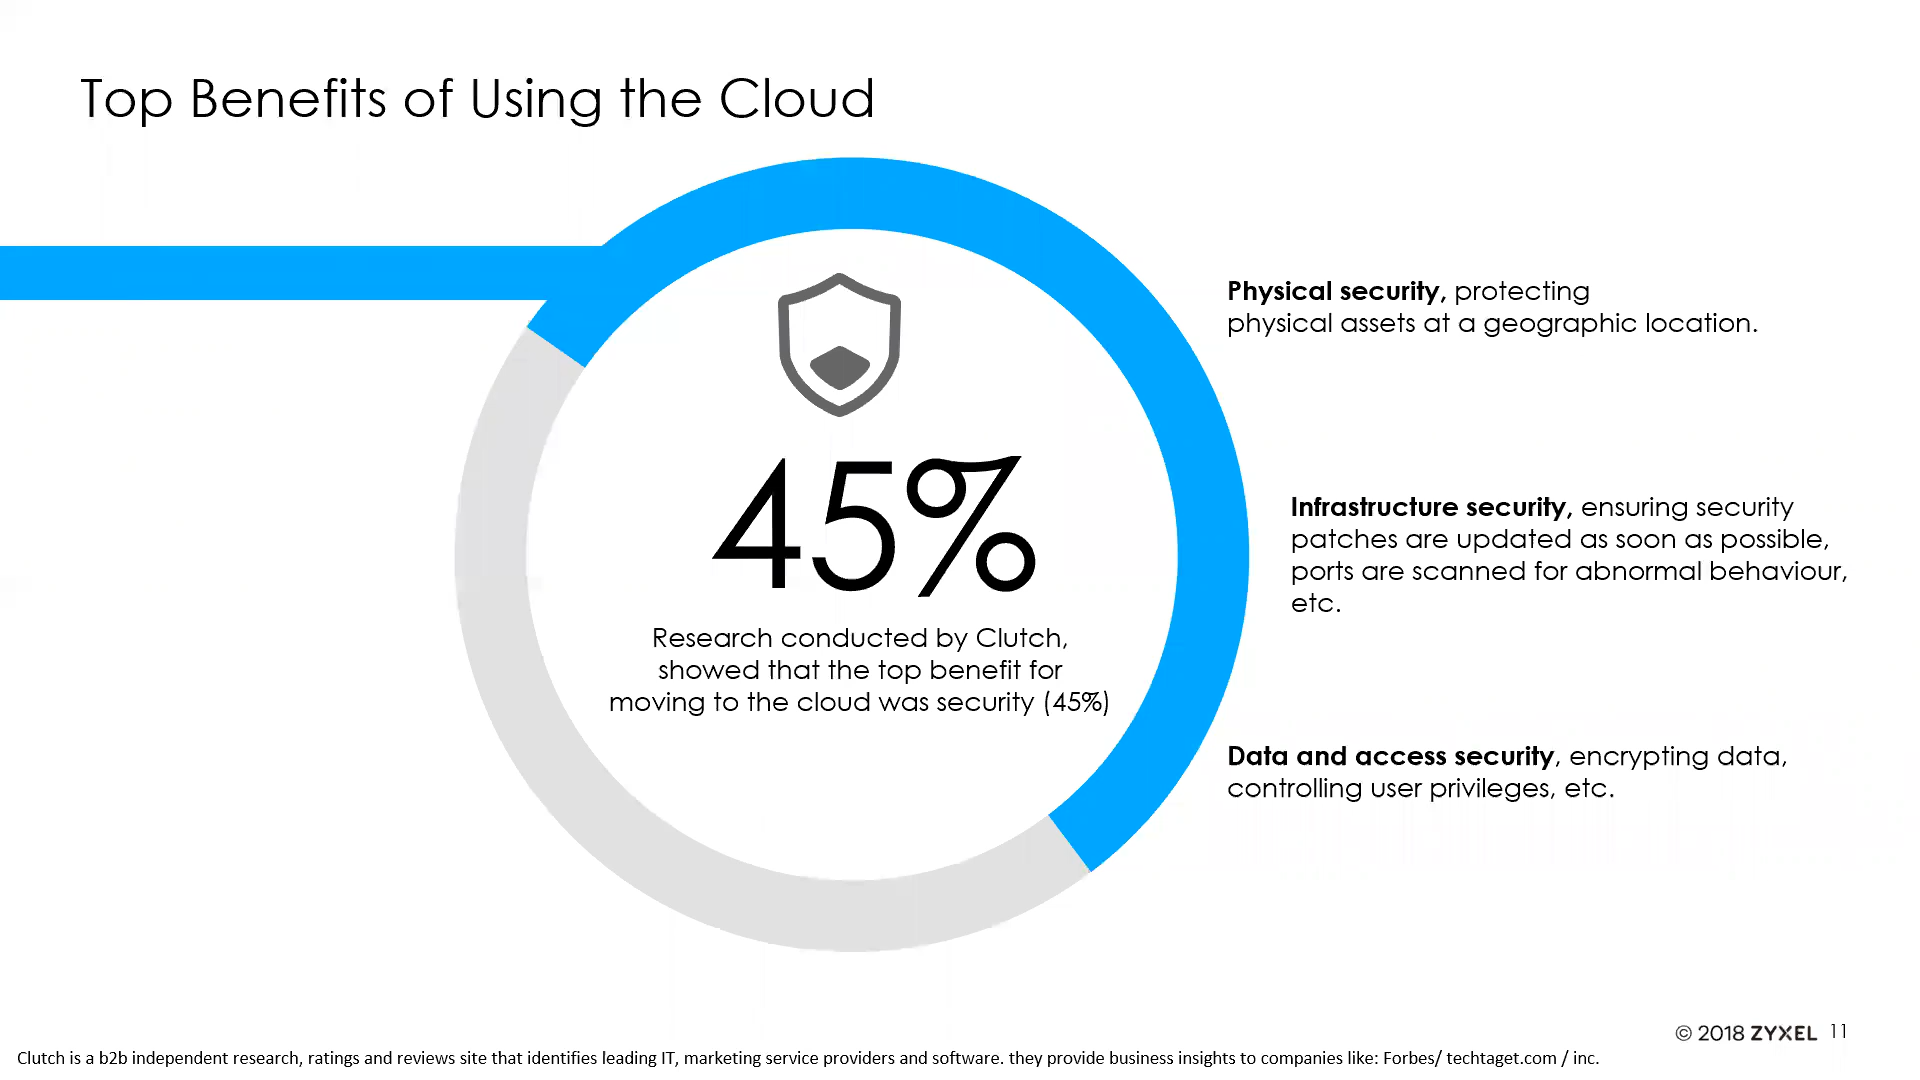 Top Benefits of Using the Cloud
45%
Research conducted by Clutch,
showed that the top benefit for
moving to the cloud was security (45%)
Physical security, protecting
physical assets at a geographic location.
Infrastructure security, ensuring security
patches are updated as soon as possible,
ports are scanned for abnormal behaviour,
etc.
Data and access security, encrypting data,
controlling user privileges, etc.
© 2018 ZYXEL 11
Clutch is a b2b independent research, ratings and reviews site that identifies leading IT, marketing service providers and software. they provide business insights to companies like: Forbes/ techtaget.com / inc.